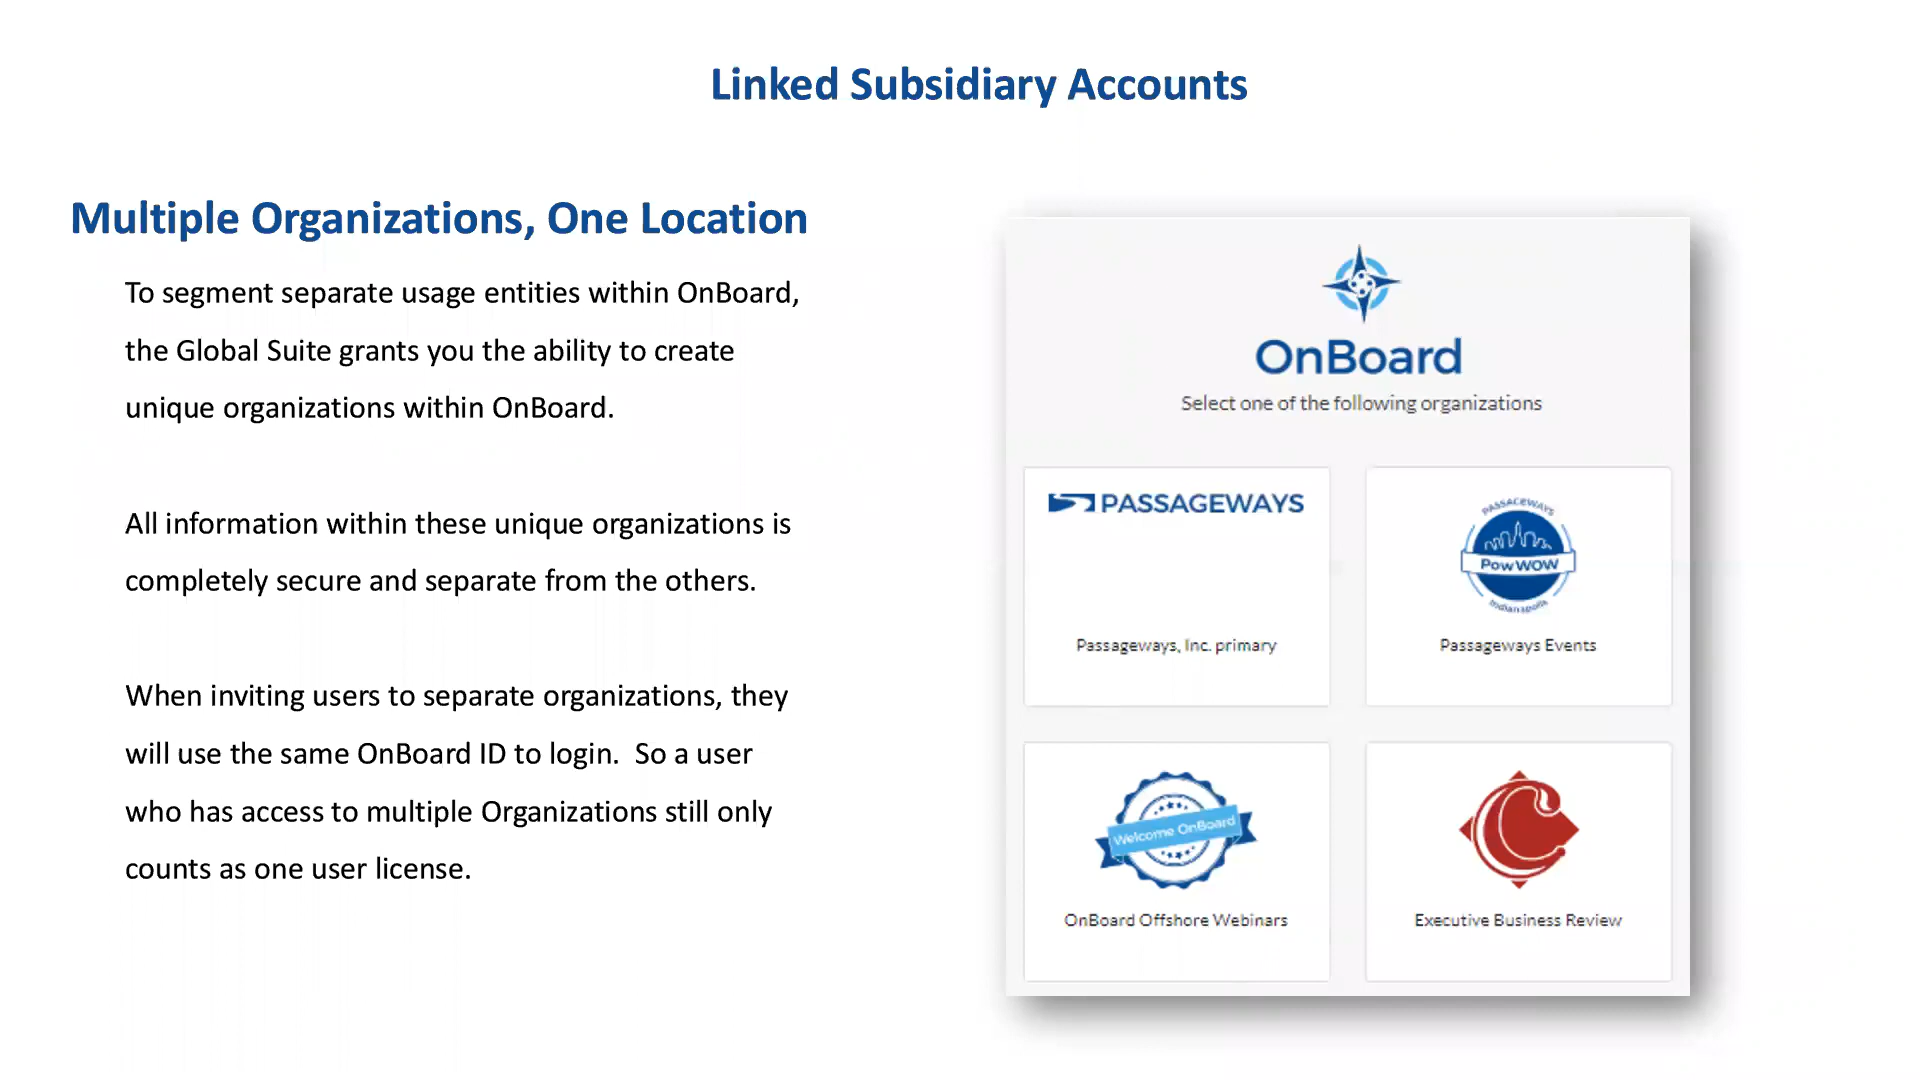 Linked Subsidiary Accounts
Multiple Organizations, One Location
To segment separate usage entities within OnBoard,
the Global Suite grants you the ability to create
unique organizations within OnBoard.
All information within these unique organizations is
completely secure and separate from the others.
When inviting users to separate organizations, they
will use the same OnBoard ID to login.  So a user
who has access to multiple Organizations still only
counts as one user license.
OnBoard
Select one of the following organizations
PASSAGEWAYS
Passageways, Inc. primary
PASSAGEWAYS
PowWOW
Indianapolis
Passageways Events
Welcome OnBoard
OnBoard Offshore Webinars
Executive Business Review